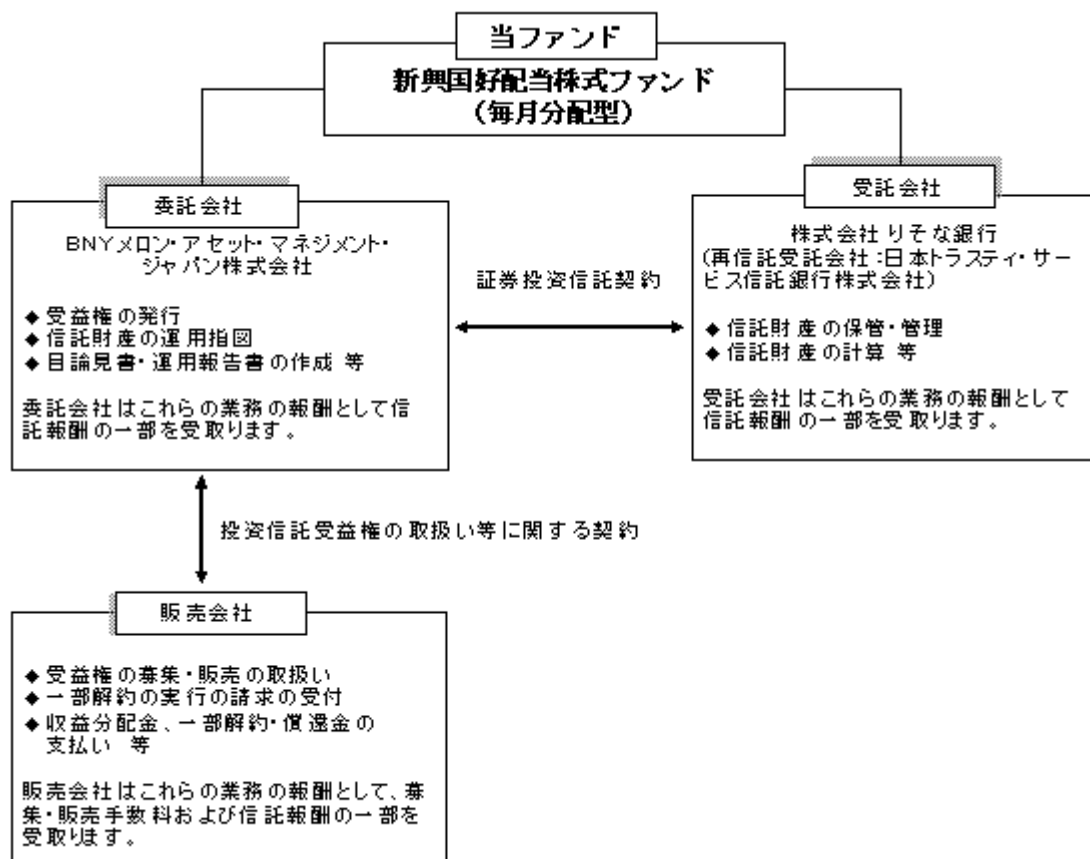 当ファンド
新興国好配当株式ファンド
（毎月分配型）
委託会社
BNYメロン・アセット・マネジメント・
ジャパン株式会社
◆ 受益権の発行
◆ 信託財産の運用指図
◆ 目論見書・運用報告書の作成 等
委託会社はこれらの業務の報酬として信
託報酬の一部を受取ります。
証券投資信託契約
受託会社
株式会社りそな銀行
(再信託受託会社：日本トラスティ・サー
ビス信託銀行株式会社)
◆ 信託財産の保管・管理
◆ 信託財産の計算 等
受託会社はこれらの業務の報酬として
信託報酬の一部を受取ります。
投資信託受益権の取扱い等に関する契約
販売会社
◆ 受益権の募集・販売の取扱い
◆ 一部解約の実行の請求の受付
◆ 収益分配金、一部解約・償還金の
支払い 等
販売会社はこれらの業務の報酬として、募
集・販売手数料および信託報酬の一部を
受取ります。